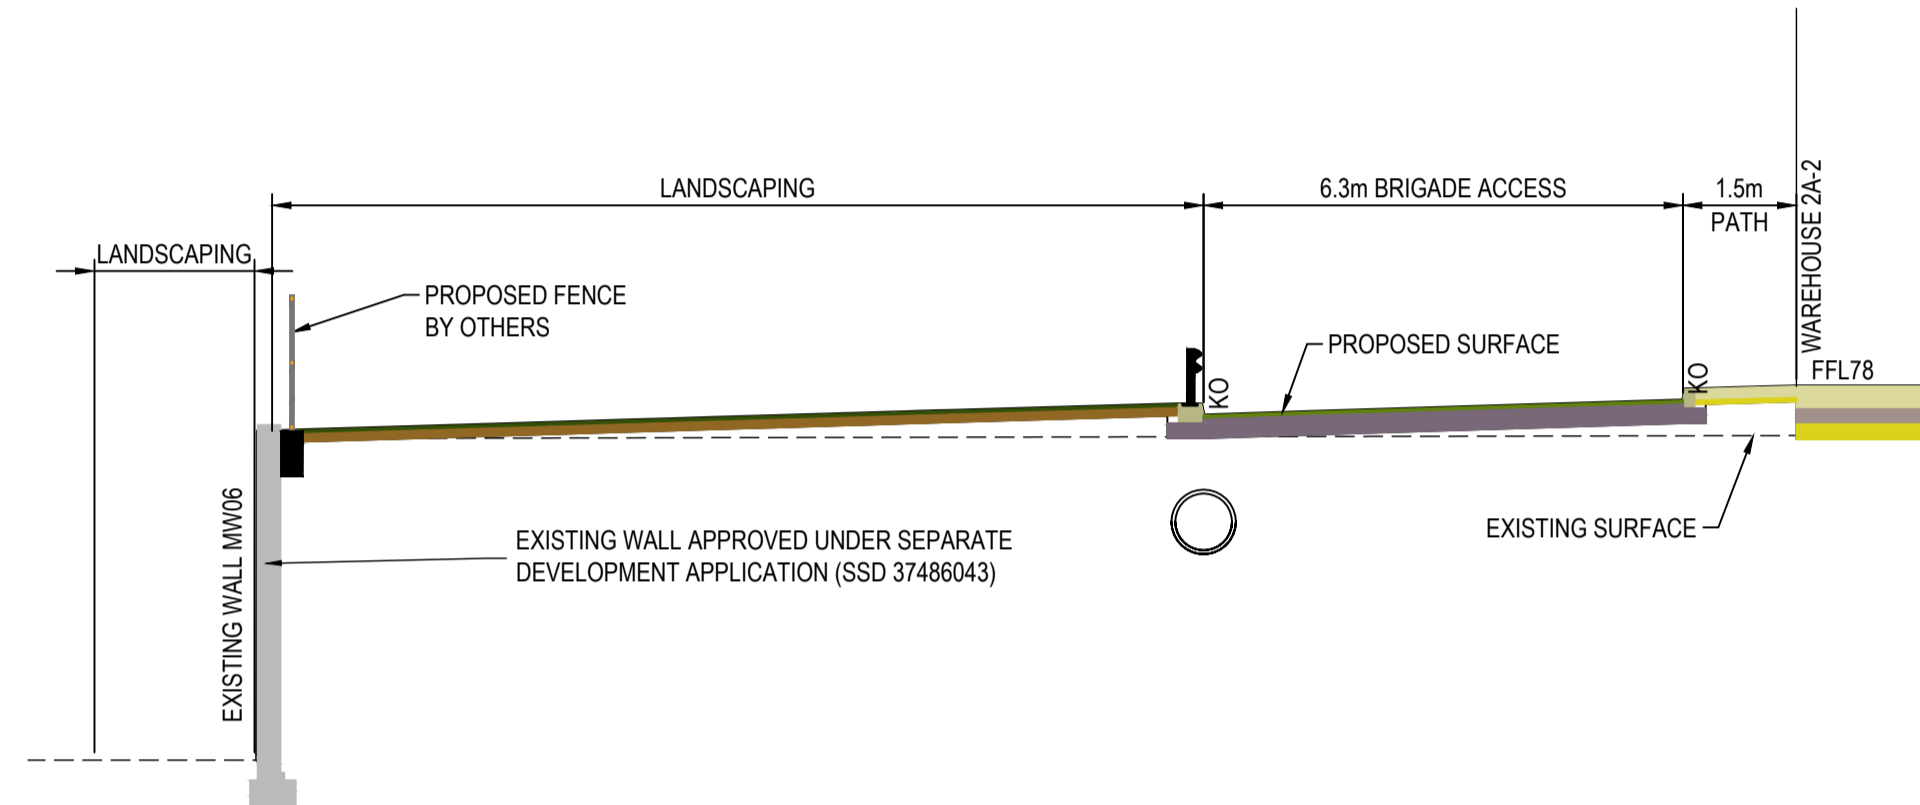 LANDSCAPING
6.3m BRIGADE ACCESS
1.5m
PATH
WAREHOUSE 2A-2
LANDSCAPING
PROPOSED FENCE
BY OTHERS
PROPOSED SURFACE
FFL78
KO
KO
EXISTING WALL MW06
EXISTING WALL APPROVED UNDER SEPARATE
DEVELOPMENT APPLICATION (SSD 37486043)
EXISTING SURFACE